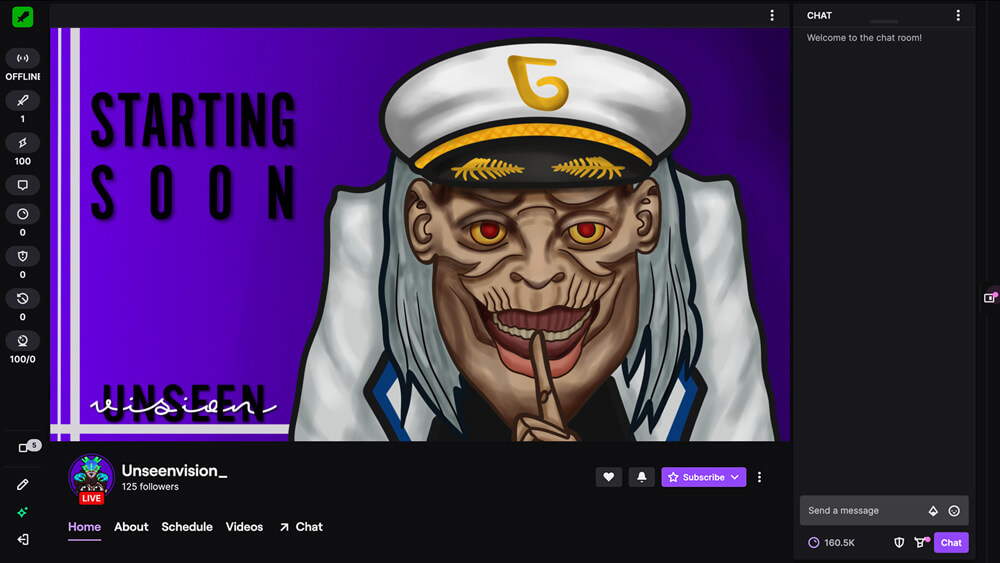 OFFLINE
1
100
0
0
0
100/0
5
STARTING
SOON
UNSEEN
vision
LIVE
Unseenvision_
125 followers
Subscribe
Home About Schedule Videos Chat
CHAT
Welcome to the chat room!
Send a message
160.5K
Chat